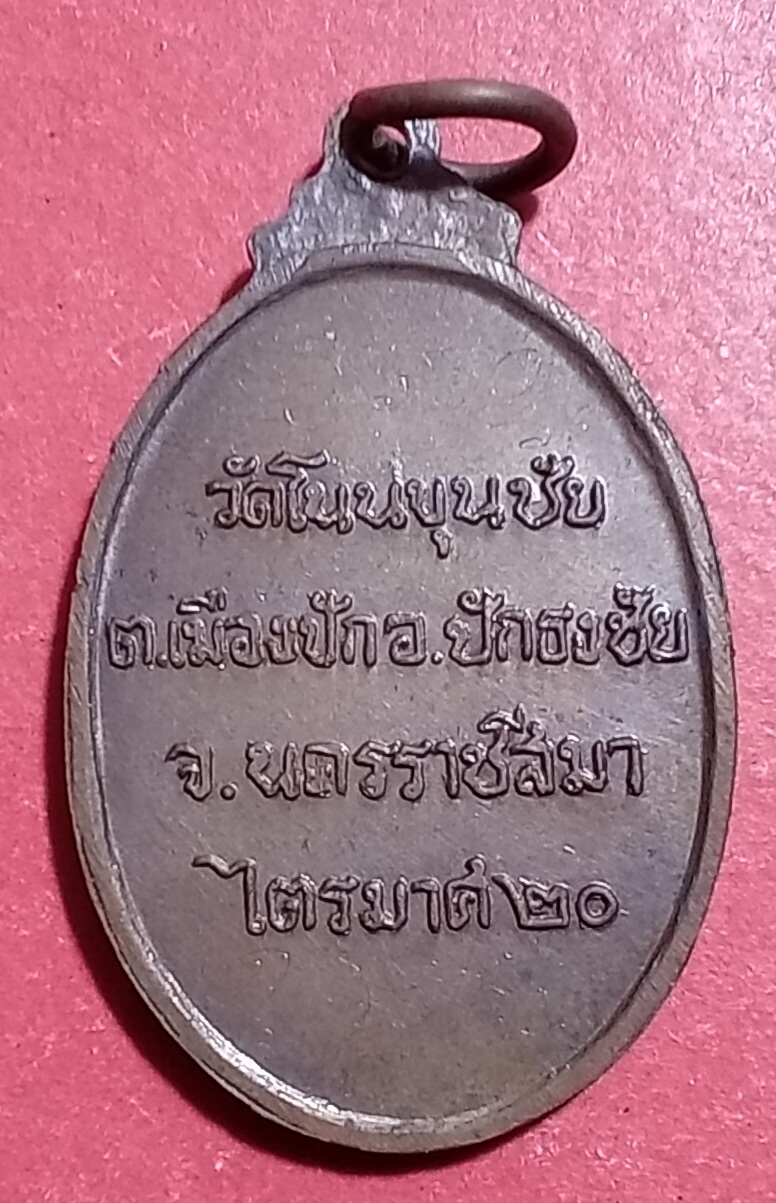 วัดโนนขุนชัย
ต.เมืองปัก อ.ปักธงชัย
จ.นครราชสีมา
ไตรมาศ ๒๐